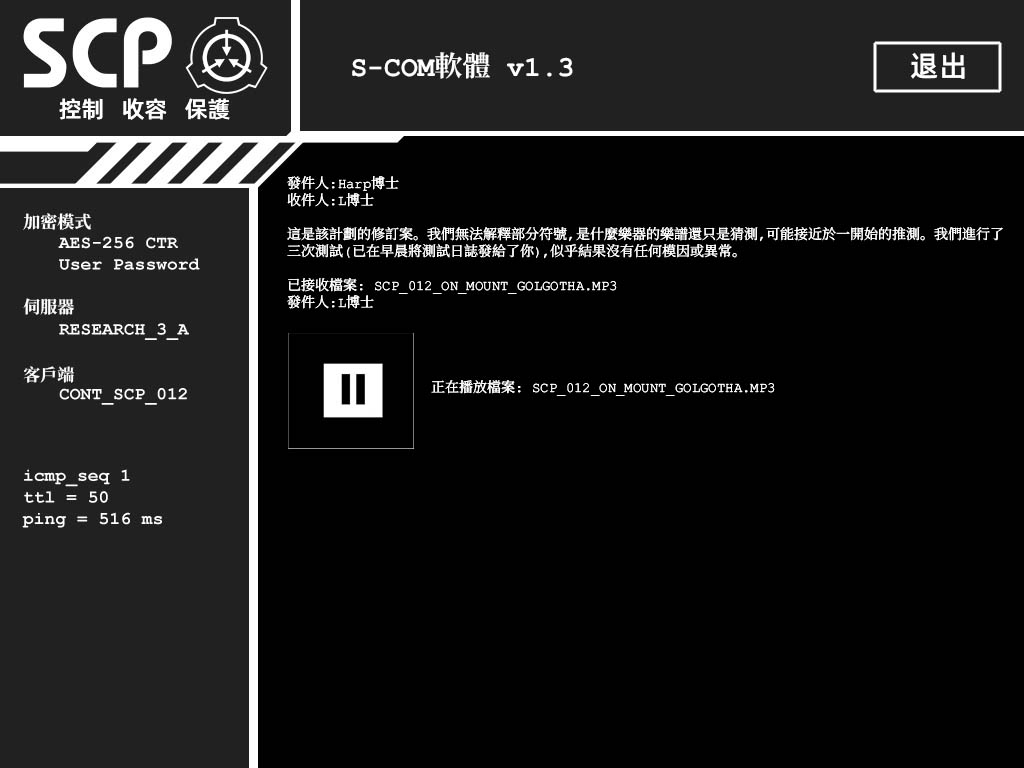 SCP
控制 收容 保護
S-COM軟體 v1.3
退出
加密模式
AES-256 CTR
User Password
伺服器
RESEARCH_3_A
客戶端
CONT_SCP_012
icmp_seq 1
ttl = 50
ping = 516 ms
發件人:Harp博士
收件人:L博士
這是該計劃的修訂案。我們無法解釋部分符號,是什麼樂器的樂譜還只是猜測,可能接近於一開始的推測。我們進行了
三次測試(已在早晨將測試日誌發給了你),似乎結果沒有任何模因或異常。
已接收檔案: SCP_012_ON_MOUNT_GOLGOTHA.MP3
發件人:L博士
正在播放檔案: SCP_012_ON_MOUNT_GOLGOTHA.MP3